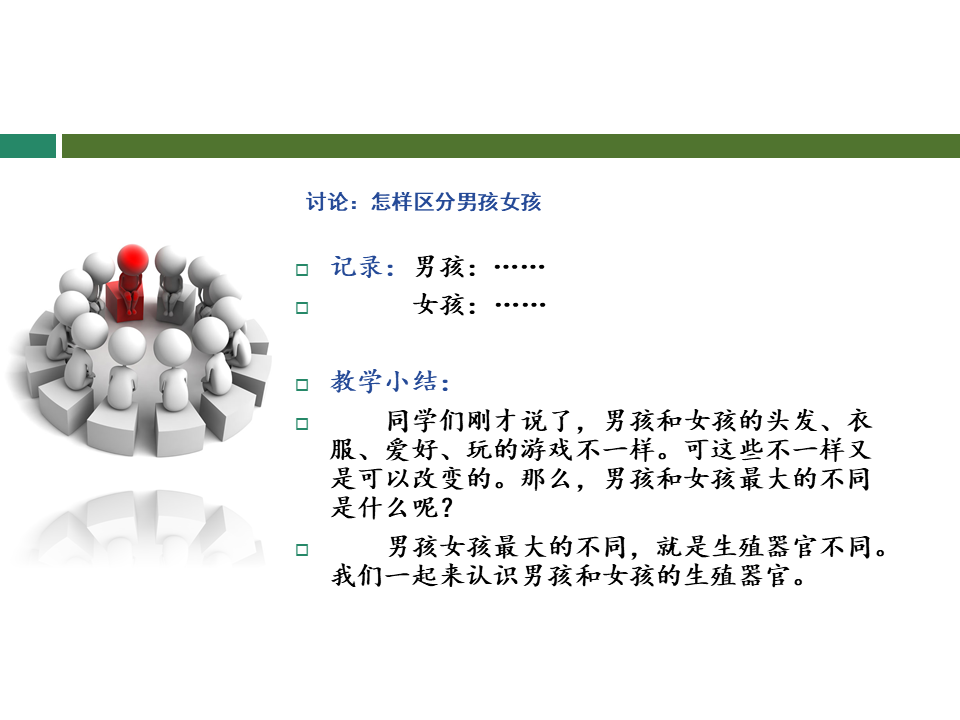 讨论：怎样区分男孩女孩
记录：男孩：……
女孩：……
教学小结：
同学们刚才说了，男孩和女孩的头发、衣
服、爱好、玩的游戏不一样。可这些不一样又
是可以改变的。那么，男孩和女孩最大的不同
是什么呢？
男孩女孩最大的不同，就是生殖器官不同。
我们一起来认识男孩和女孩的生殖器官。